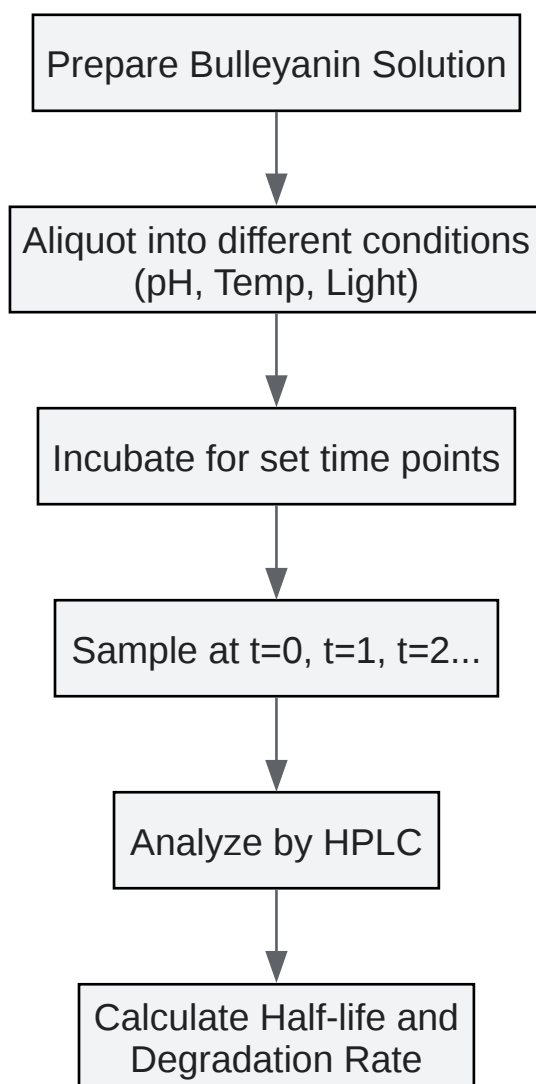 Prepare Bulleyanin Solution
Aliquot into different conditions
(pH, Temp, Light)
Incubate for set time points
Sample at t=0, t=1, t=2...
Analyze by HPLC
Calculate Half-life and
Degradation Rate